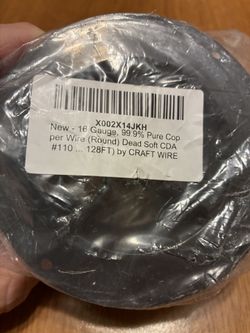 X002X14JKH
New - 16 Gauge, 99.9% Pure Cop
per Wire (Round) Dead Soft CDA
#110 ... 128FT) by CRAFT WIRE